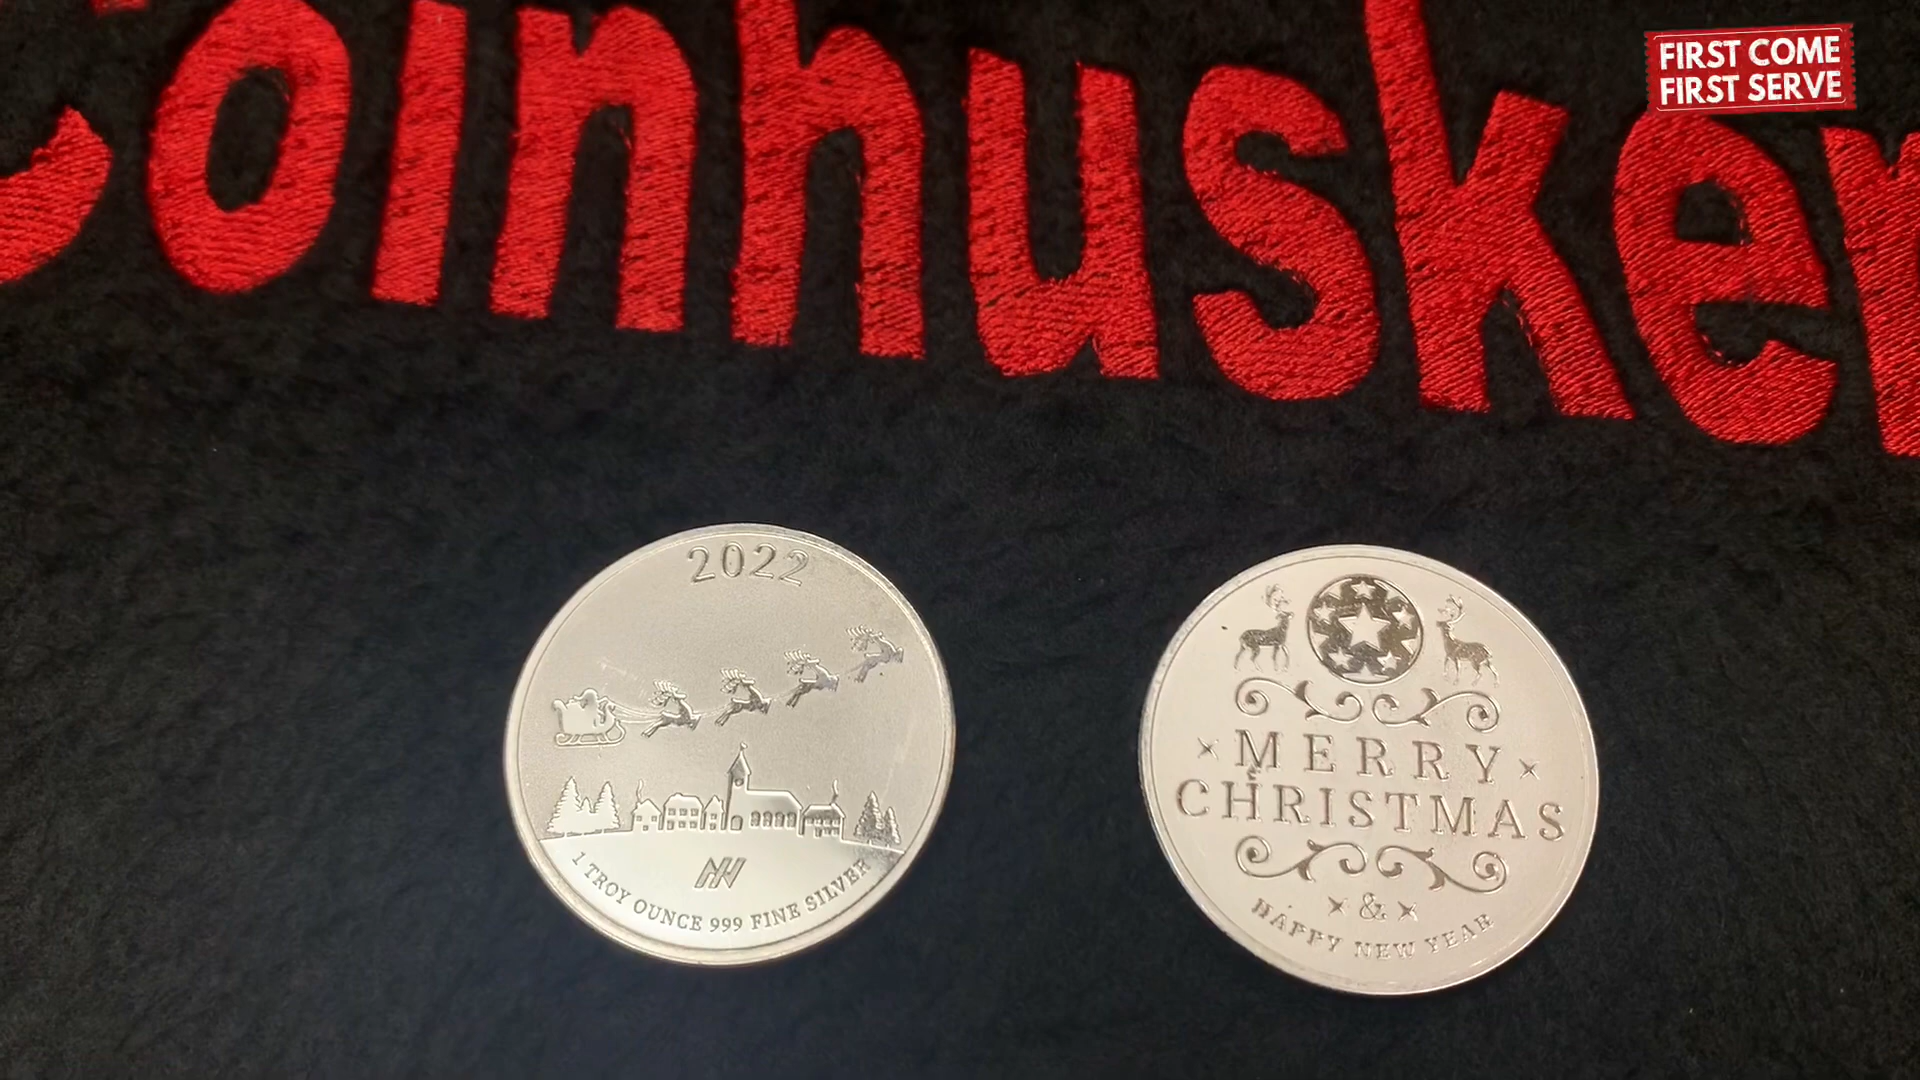 Coinhusker
FIRST COME
FIRST SERVE
2022
1 TROY OUNCE 999 FINE SILVER
MERRY
CHRISTMAS
&
HAPPY NEW YEAR